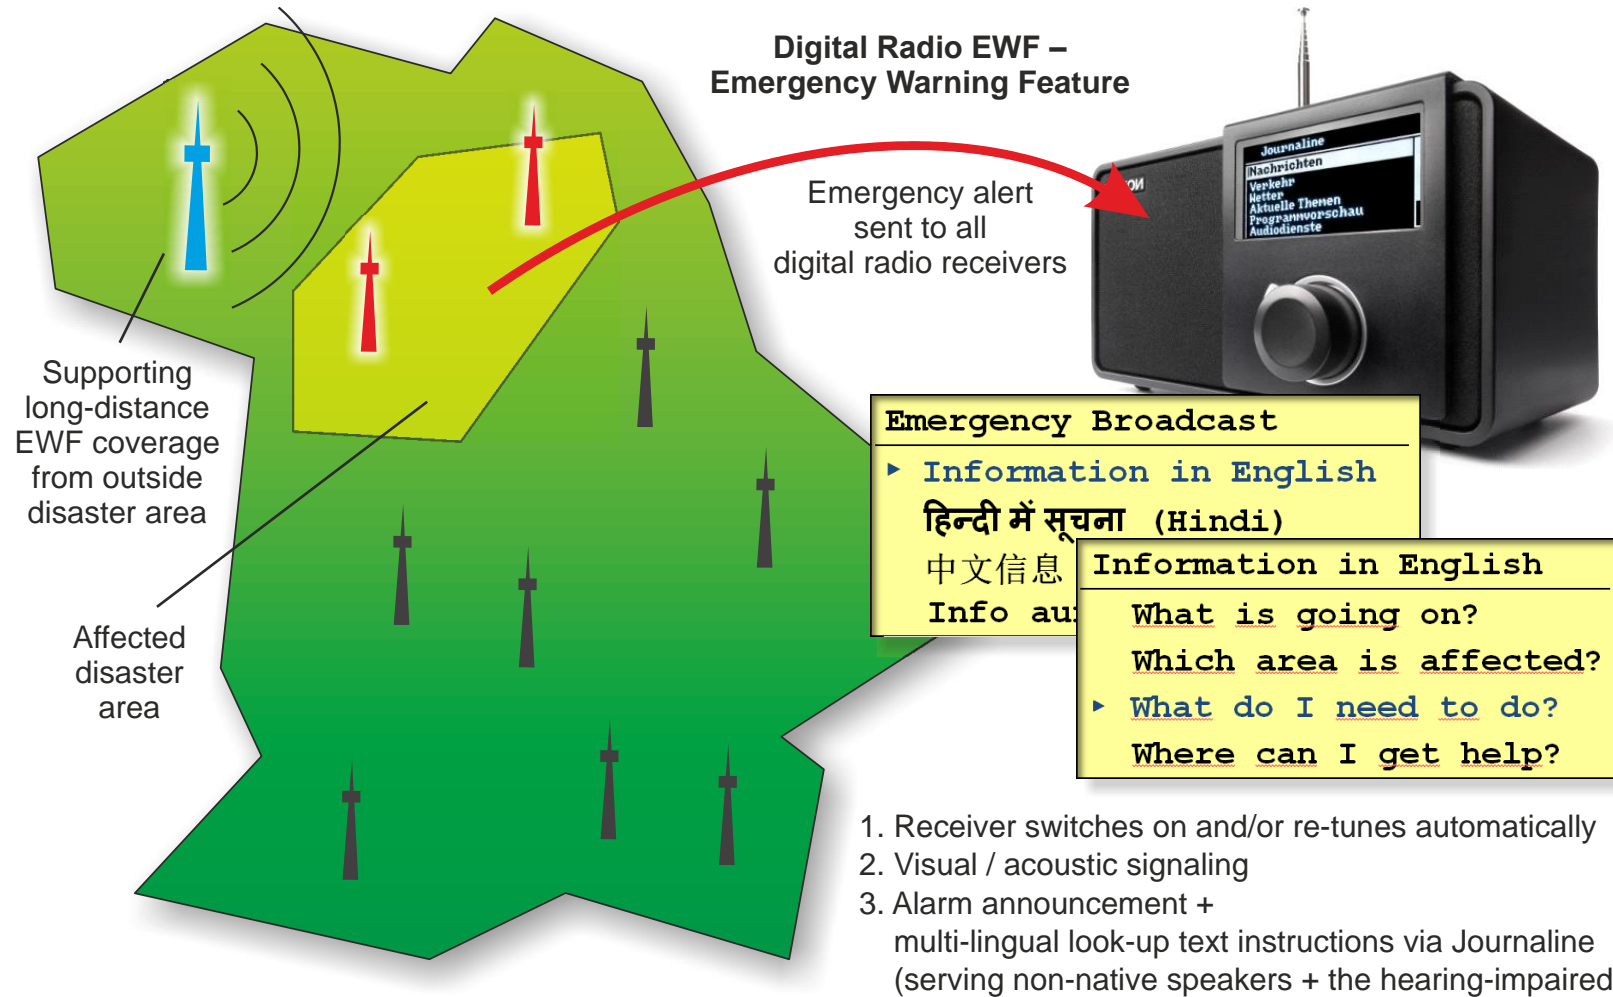 Digital Radio EWF –
Emergency Warning Feature
Emergency alert
sent to all
digital radio receivers
Journaline
Nachrichten
Verkehr
Wetter
Aktuelle Themen
Programmvorschau
Audiodienste
Supporting
long-distance
EWF coverage
from outside
disaster area
Affected
disaster
area
Emergency Broadcast
▸ Information in English
हिन्दी में सूचना (Hindi)
中文信息
Info au
Information in English
What is going on?
Which area is affected?
▸ What do I need to do?
Where can I get help?
1. Receiver switches on and/or re-tunes automatically
2. Visual / acoustic signaling
3. Alarm announcement +
multi-lingual look-up text instructions via Journaline
(serving non-native speakers + the hearing-impaired